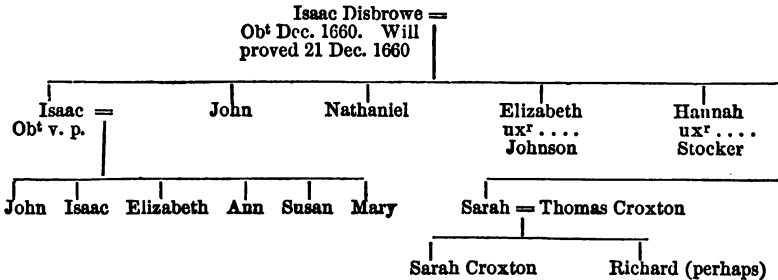 Isaac Disbrowe =
Obᵗ Dec. 1660. Will
proved 21 Dec. 1660
Isaac = John Nathaniel Elizabeth Hannah
Obᵗ v. p. uxʳ .... uxʳ ....
Johnson Stocker
John Isaac Elizabeth Ann Susan Mary Sarah = Thomas Croxton
Sarah Croxton Richard (perhaps)